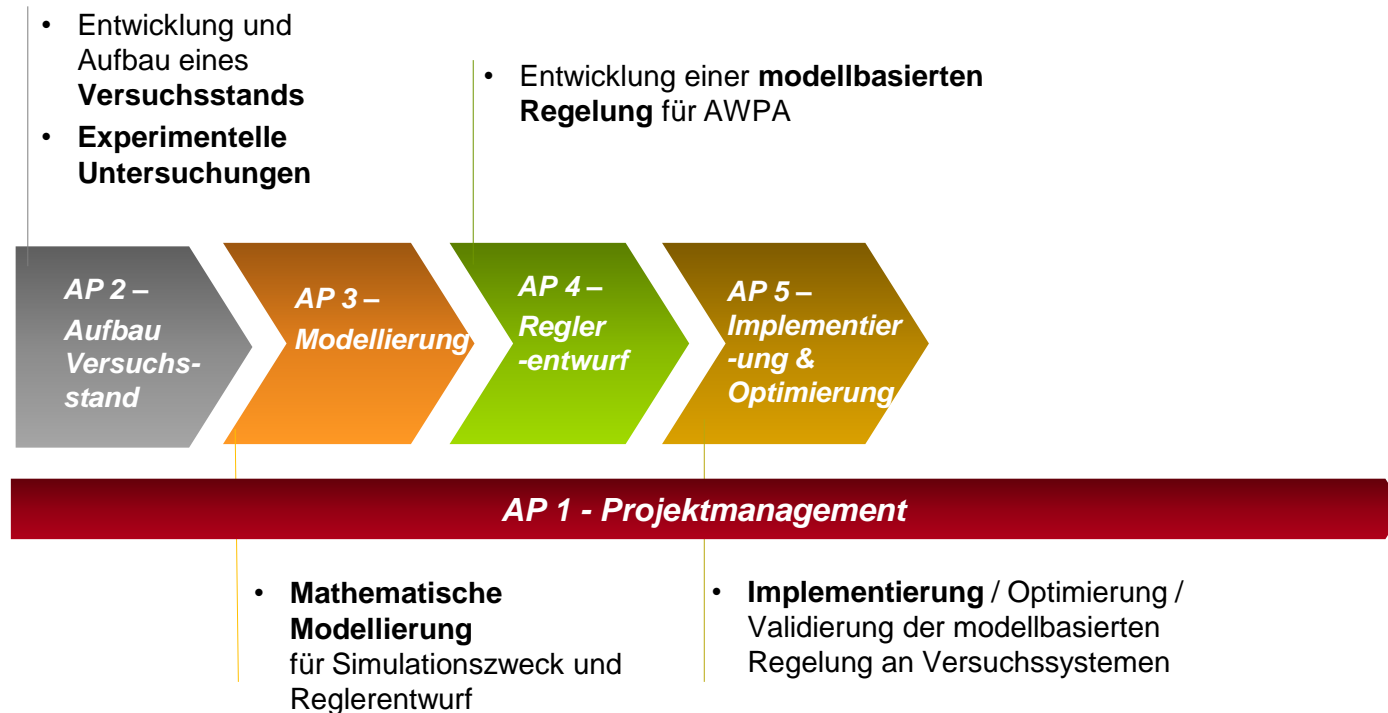 • Entwicklung und
Aufbau eines
Versuchsstands
• Experimentelle
Untersuchungen
• Entwicklung einer modellbasierten
Regelung für AWPA
AP 2 –
Aufbau
Versuchs-
stand
AP 3 –
Modellierung
AP 4 –
Regler
-entwurf
AP 5 –
Implementier
-ung &
Optimierung
AP 1 - Projektmanagement
• Mathematische
Modellierung
für Simulationszweck und
Reglerentwurf
• Implementierung / Optimierung /
Validierung der modellbasierten
Regelung an Versuchssystemen